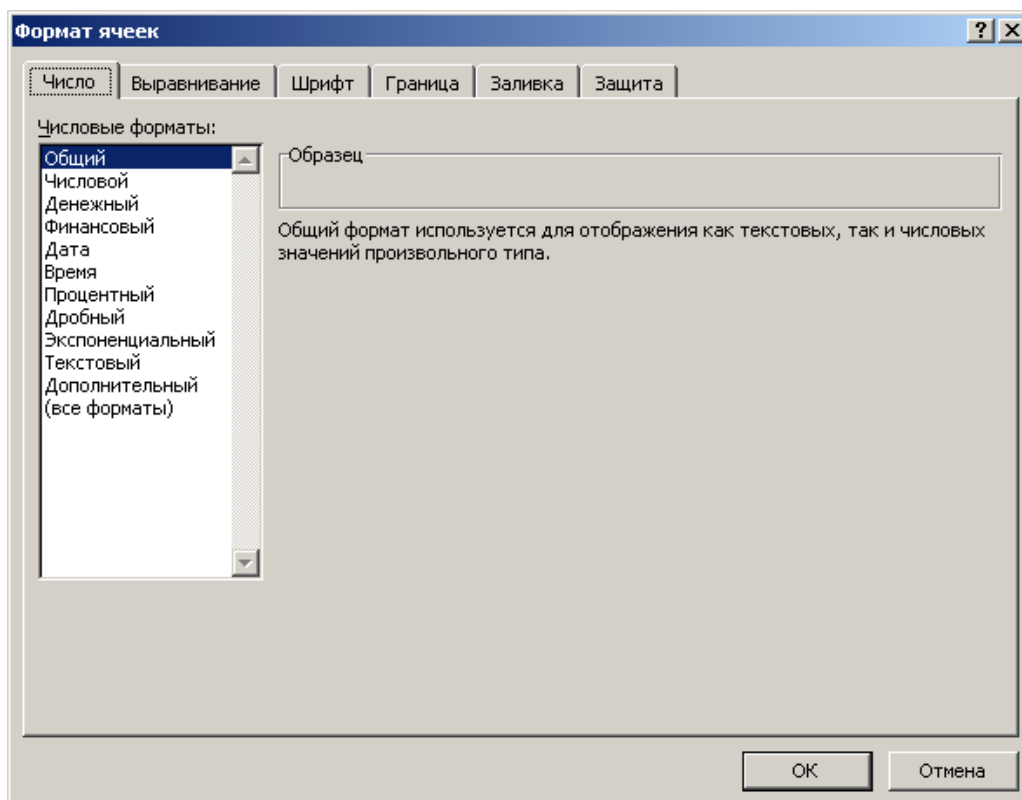 Формат ячеек
Число Выравнивание Шрифт Граница Заливка Защита
Числовые форматы:
Общий
Числовой
Денежный
Финансовый
Дата
Время
Процентный
Дробный
Экспоненциальный
Текстовый
Дополнительный
(все форматы)
Образец
Общий формат используется для отображения как текстовых, так и числовых
значений произвольного типа.
ОК Отмена